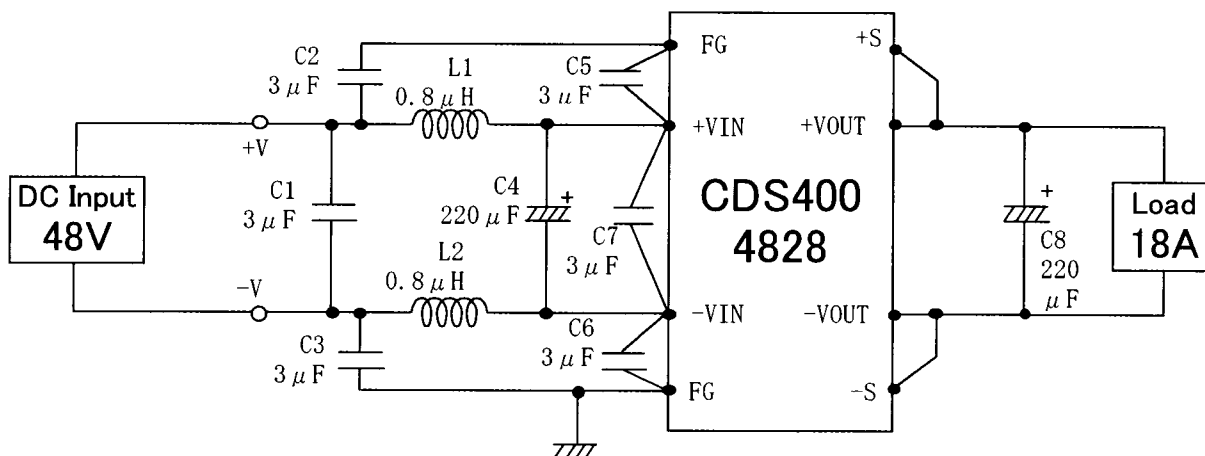 C2
3μF
L1
0.8μH
C5
3μF
FG
+S
+V
+VIN
+VOUT
DC Input
48V
C1
3μF
C4
220μF
+
C7
3μF
CDS400
4828
+
C8
220
μF
Load
18A
L2
0.8μH
-V
-VIN
-VOUT
C3
3μF
C6
3μF
FG
-S